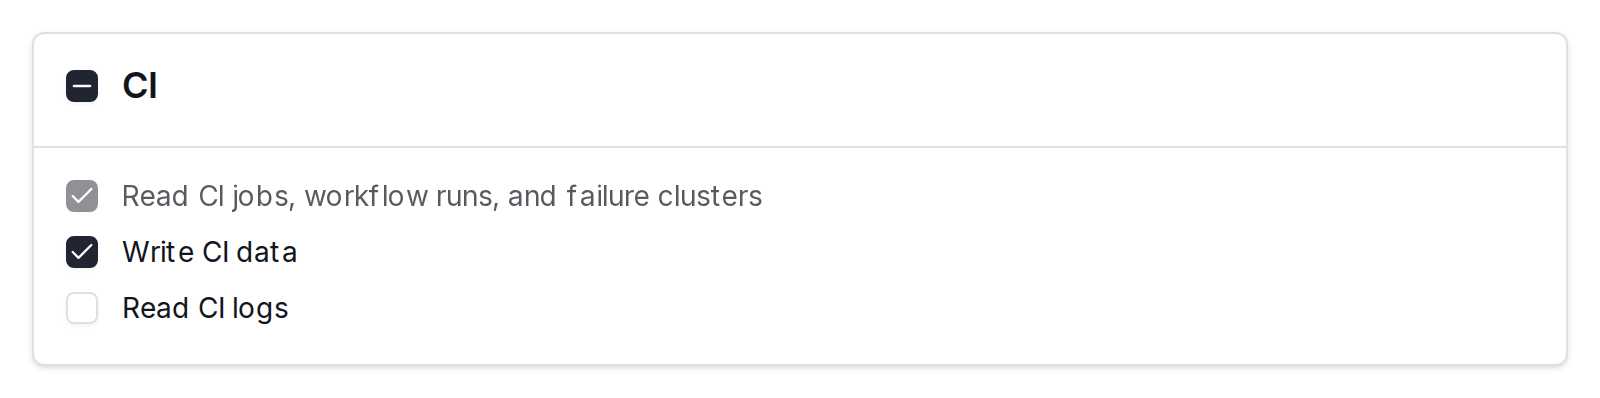 CI
Read CI jobs, workflow runs, and failure clusters
Write CI data
Read CI logs